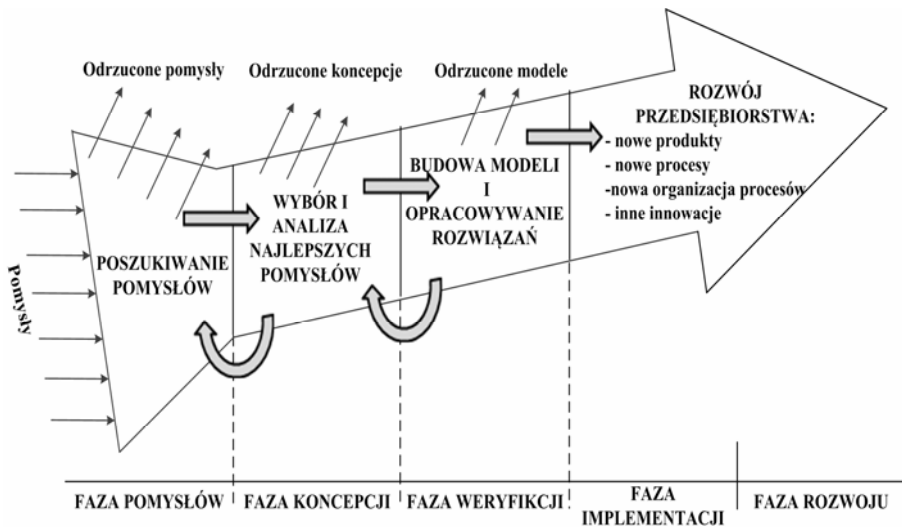 Odrzucone pomysły
Odrzucone koncepcje
Odrzucone modele
Pomysły
POSZUKIWANIE
POMYSŁÓW
WYBÓR I
ANALIZA
NAJLEPSZYCH
POMYSŁÓW
BUDOWA MODELI
I
OPRACOWYWANIE
ROZWIĄZAŃ
ROZWÓJ
PRZEDSIĘBIORSTWA:
- nowe produkty
- nowe procesy
-nowa organizacja procesów
- inne innowacje
FAZA POMYSŁÓW
FAZA KONCEPCJI
FAZA WERYFIKCJI
FAZA
IMPLEMENTACJI
FAZA ROZWOJU